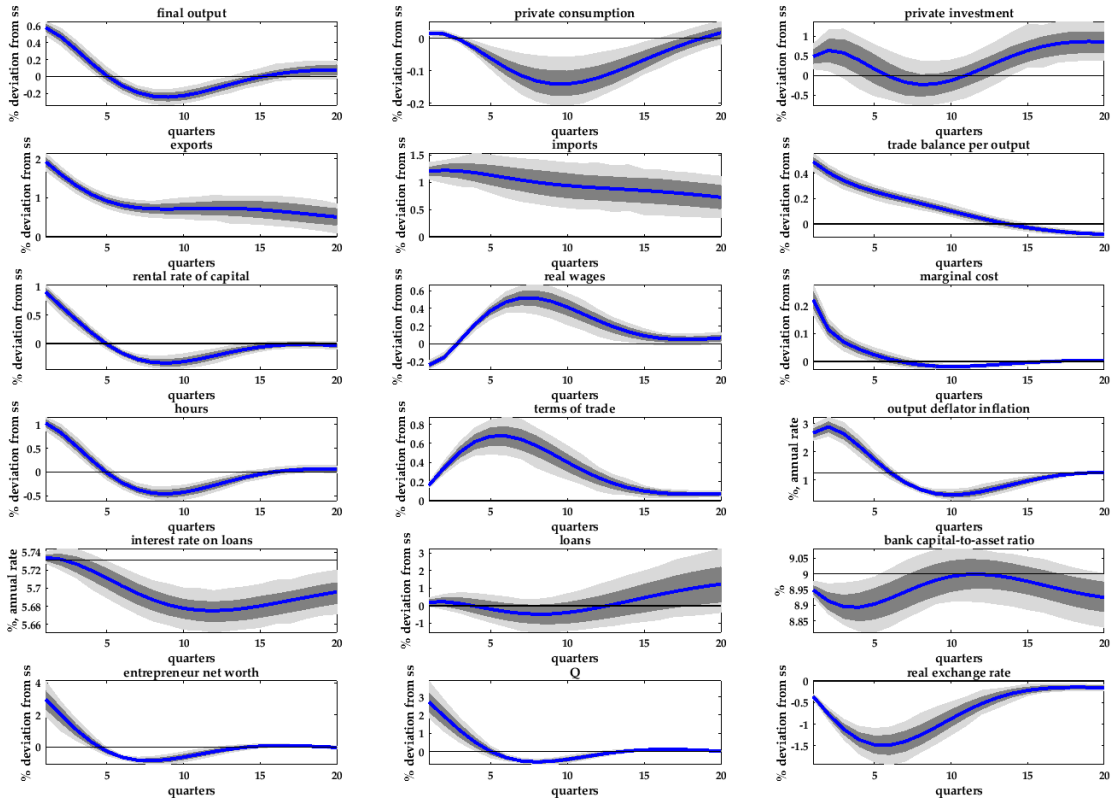 final output
% deviation from ss
0.6
0.4
0.2
0
-0.2
5
10
15
20
quarters
private consumption
% deviation from ss
0
-0.1
-0.2
5
10
15
20
quarters
private investment
% deviation from ss
1
0.5
0
-0.5
5
10
15
20
quarters
exports
% deviation from ss
2
1
0
5
10
15
20
quarters
imports
% deviation from ss
1.5
1
0.5
0
5
10
15
20
quarters
trade balance per output
% deviation from ss
0.4
0.2
0
5
10
15
20
quarters
rental rate of capital
% deviation from ss
1
0.5
0
5
10
15
20
quarters
real wages
% deviation from ss
0.6
0.4
0.2
0
-0.2
5
10
15
20
quarters
marginal cost
% deviation from ss
0.2
0.1
0
5
10
15
20
quarters
hours
% deviation from ss
1
0.5
0
-0.5
5
10
15
20
quarters
terms of trade
% deviation from ss
0.8
0.6
0.4
0.2
0
5
10
15
20
quarters
output deflator inflation
%, annual rate
3
2
1
5
10
15
20
quarters
interest rate on loans
%, annual rate
5.74
5.72
5.7
5.68
5.66
5
10
15
20
quarters
loans
% deviation from ss
3
2
1
0
-1
5
10
15
20
quarters
bank capital-to-asset ratio
%
9.05
9
8.95
8.9
8.85
5
10
15
20
quarters
entrepreneur net worth
% deviation from ss
4
2
0
5
10
15
20
quarters
Q
% deviation from ss
3
2
1
0
5
10
15
20
quarters
real exchange rate
% deviation from ss
0
-0.5
-1
-1.5
5
10
15
20
quarters